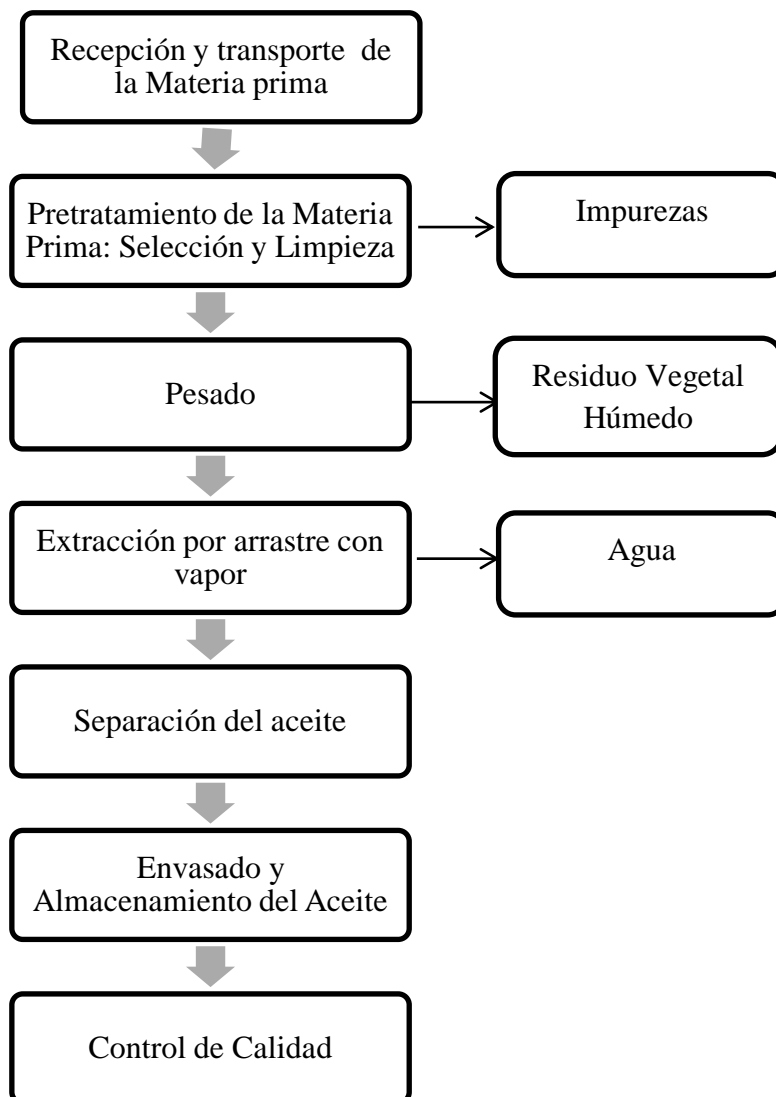 Recepción y transporte de
la Materia prima
Pretratamiento de la Materia
Prima: Selección y Limpieza
Impurezas
Pesado
Residuo Vegetal
Húmedo
Extracción por arrastre con
vapor
Agua
Separación del aceite
Envasado y
Almacenamiento del Aceite
Control de Calidad